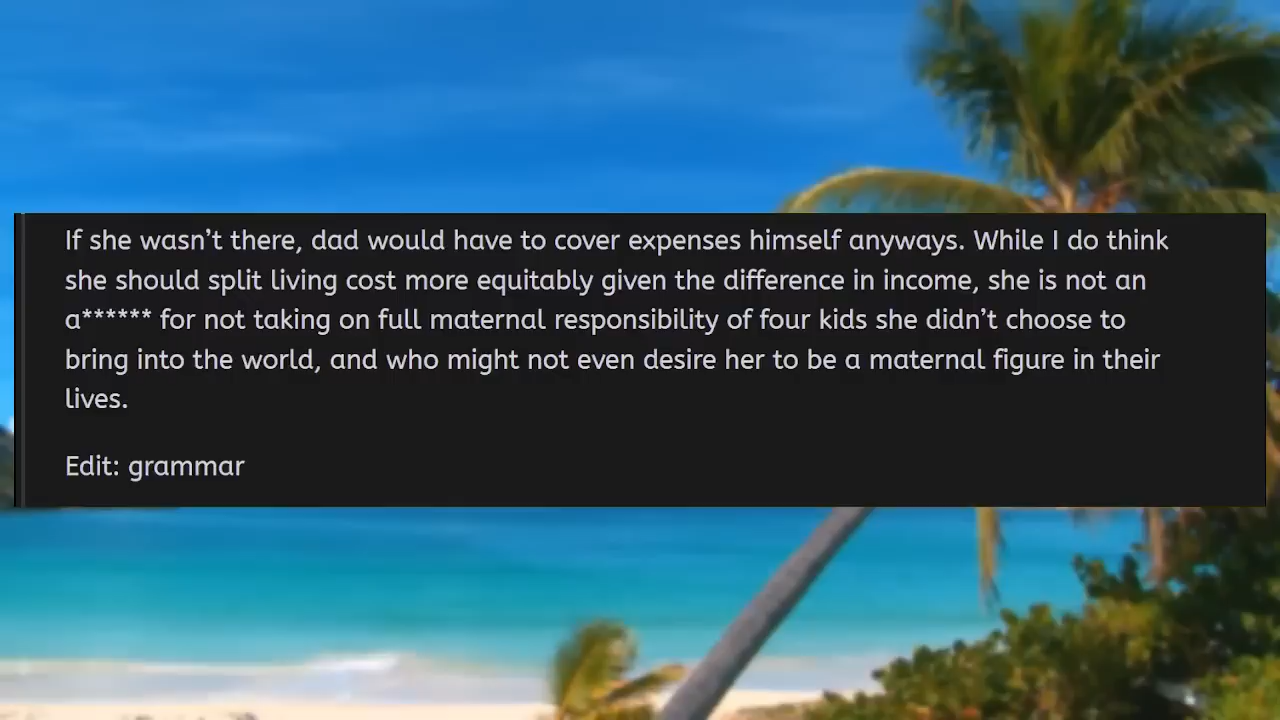 If she wasn’t there, dad would have to cover expenses himself anyways. While I do think
she should split living cost more equitably given the difference in income, she is not an
a****** for not taking on full maternal responsibility of four kids she didn’t choose to
bring into the world, and who might not even desire her to be a maternal figure in their
lives.
Edit: grammar